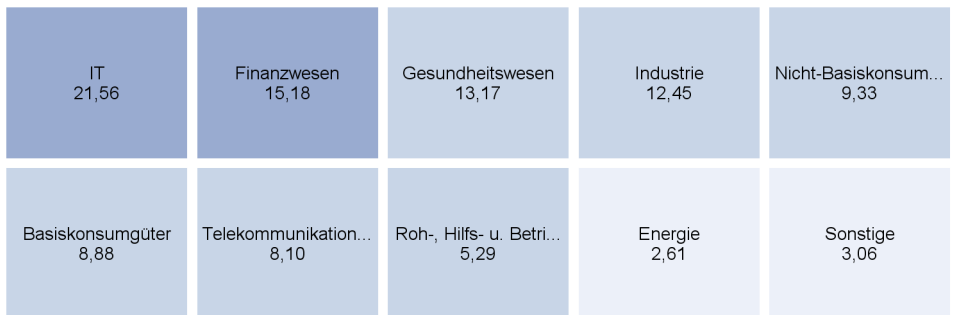 IT
21,56
Finanzwesen
15,18
Gesundheitswesen
13,17
Industrie
12,45
Nicht-Basiskonsum...
9,33
Basiskonsumgüter
8,88
Telekommunikation...
8,10
Roh-, Hilfs- u. Betri...
5,29
Energie
2,61
Sonstige
3,06